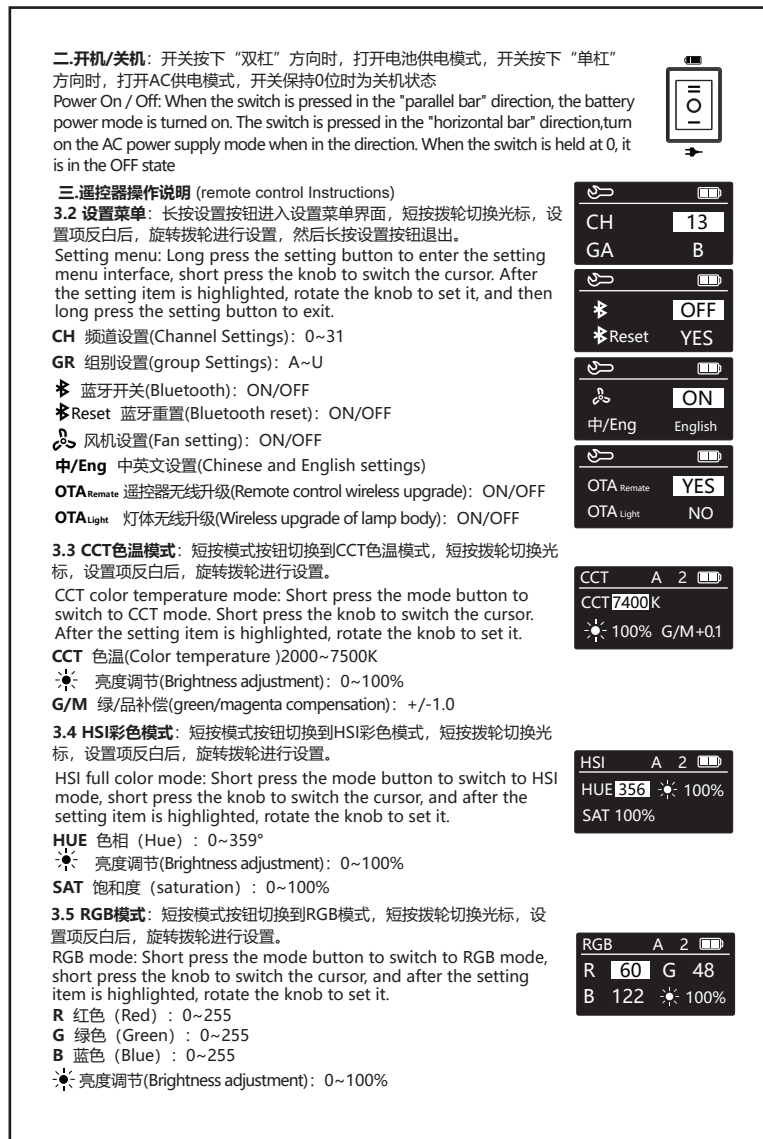 二.开机/关机：开关按下“双杠”方向时，打开电池供电模式，开关按下“单杠”
方向时，打开AC供电模式，开关保持0位时为关机状态
Power On / Off: When the switch is pressed in the "parallel bar" direction, the battery
power mode is turned on. The switch is pressed in the "horizontal bar" direction,turn
on the AC power supply mode when in the direction. When the switch is held at 0, it
is in the OFF state
三.遥控器操作说明 (remote control Instructions)
3.2 设置菜单：长按设置按钮进入设置菜单界面，短按拨轮切换光标，设
置项反白后，旋转拨轮进行设置，然后长按设置按钮退出。
Setting menu: Long press the setting button to enter the setting
menu interface, short press the knob to switch the cursor. After
the setting item is highlighted, rotate the knob to set it, and then
long press the setting button to exit.
CH 频道设置(Channel Settings)：0~31
GR 组别设置(group Settings)：A~U
蓝牙开关(Bluetooth)：ON/OFF
Reset 蓝牙重置(Bluetooth reset)：ON/OFF
风机设置(Fan setting)：ON/OFF
中/Eng 中英文设置(Chinese and English settings)
OTA Remate 遥控器无线升级(Remote control wireless upgrade)：ON/OFF
OTA Light 灯体无线升级(Wireless upgrade of lamp body)：ON/OFF
CH 13
GA B
OFF
Reset YES
ON
中/Eng English
OTA Remate YES
OTA Light NO
3.3 CCT色温模式：短按模式按钮切换到CCT色温模式，短按拨轮切换光
标，设置项反白后，旋转拨轮进行设置。
CCT color temperature mode: Short press the mode button to
switch to CCT mode. Short press the knob to switch the cursor.
After the setting item is highlighted, rotate the knob to set it.
CCT 色温(Color temperature )2000~7500K
亮度调节(Brightness adjustment)：0~100%
G/M 绿/品补偿(green/magenta compensation)：+/-1.0
CCT A 2
CCT 7400 K
100% G/M+0.1
3.4 HSI彩色模式：短按模式按钮切换到HSI彩色模式，短按拨轮切换光
标，设置项反白后，旋转拨轮进行设置。
HSI full color mode: Short press the mode button to switch to HSI
mode, short press the knob to switch the cursor, and after the
setting item is highlighted, rotate the knob to set it.
HUE 色相（Hue）：0~359°
亮度调节(Brightness adjustment)：0~100%
SAT 饱和度（saturation）：0~100%
HSI A 2
HUE 356 100%
SAT 100%
3.5 RGB模式：短按模式按钮切换到RGB模式，短按拨轮切换光标，设
置项反白后，旋转拨轮进行设置。
RGB mode: Short press the mode button to switch to RGB mode,
short press the knob to switch the cursor, and after the setting
item is highlighted, rotate the knob to set it.
R 红色（Red）：0~255
G 绿色（Green）：0~255
B 蓝色（Blue）：0~255
亮度调节(Brightness adjustment)：0~100%
RGB A 2
R 60 G 48
B 122 100%